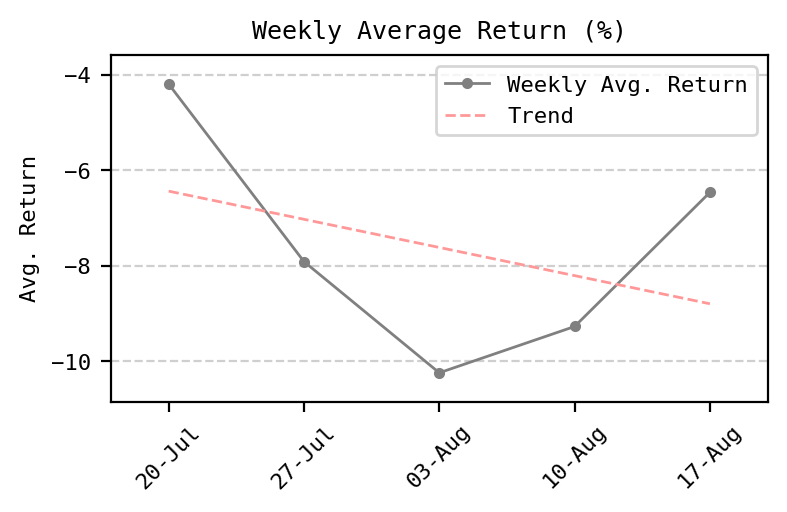 Weekly Average Return (%)
Weekly Avg. Return
Trend
Avg. Return
−4
−6
−8
−10
20-Jul
27-Jul
03-Aug
10-Aug
17-Aug